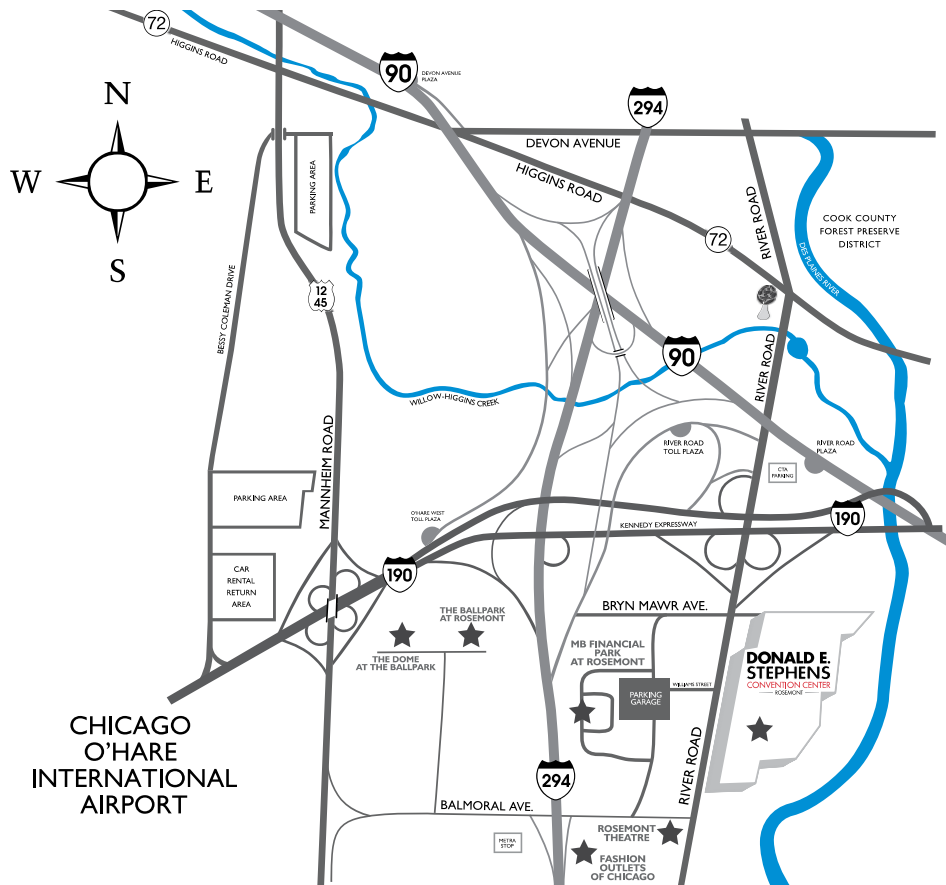 72
HIGGINS ROAD
90
DEVON AVENUE
PLAZA
294
N
W
E
S
DEVON AVENUE
PARKING AREA
HIGGINS ROAD
RIVER ROAD
72
COOK COUNTY
FOREST PRESERVE
DISTRICT
DES PLAINES RIVER
BESSY COLEMAN DRIVE
12
45
90
RIVER ROAD
WILLOW-HIGGINS CREEK
MANNHEIM ROAD
RIVER ROAD
TOLL PLAZA
RIVER ROAD
PLAZA
CTA
PARKING
PARKING AREA
O'HARE WEST
TOLL PLAZA
KENNEDY EXPRESSWAY
190
190
CAR
RENTAL
RETURN
AREA
THE BALLPARK
AT ROSEMONT
BRYN MAWR AVE.
THE DOME
AT THE BALLPARK
MB FINANCIAL
PARK
AT ROSEMONT
DONALD E.
STEPHENS
CONVENTION CENTER
ROSEMONT
WILLIAMS STREET
PARKING
GARAGE
CHICAGO
O'HARE
INTERNATIONAL
AIRPORT
RIVER ROAD
294
BALMORAL AVE.
METRA
STOP
ROSEMONT
THEATRE
FASHION
OUTLETS
OF CHICAGO